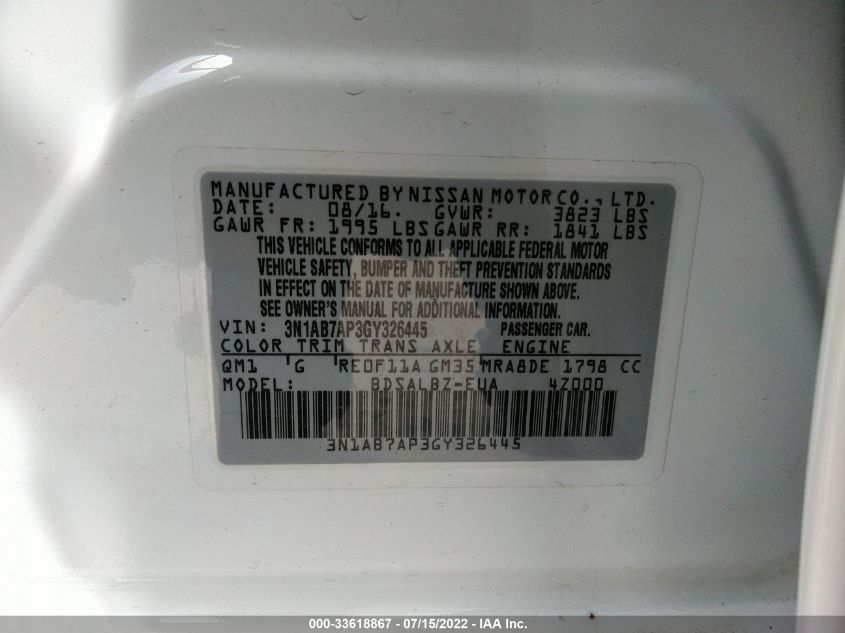 MANUFACTURED BY NISSAN MOTOR CO., LTD.
DATE: 08/16. GVWR: 3823 LBS
GAWR FR: 1995 LBS GAWR RR: 1841 LBS
THIS VEHICLE CONFORMS TO ALL APPLICABLE FEDERAL MOTOR
VEHICLE SAFETY, BUMPER AND THEFT PREVENTION STANDARDS
IN EFFECT ON THE DATE OF MANUFACTURE SHOWN ABOVE.
SEE OWNER'S MANUAL FOR ADDITIONAL INFORMATION.
VIN: 3N1AB7AP3GY326445 PASSENGER CAR.
COLOR TRIM TRANS AXLE ENGINE
QM1 G RE0F11A GM35 MRA8DE 1798 CC
MODEL: BDSALBZ-EUA 4Z000
3N1AB7AP3GY326445
000-33618867 - 07/15/2022 - IAA Inc.